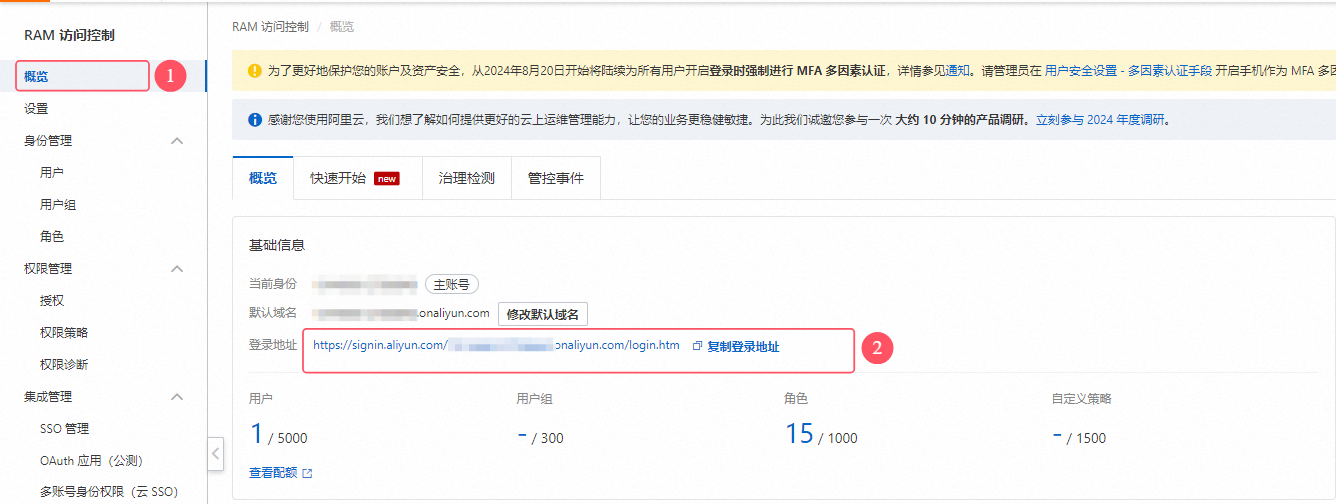 RAM 访问控制
概览
1
设置
身份管理
用户
用户组
角色
权限管理
授权
权限策略
权限诊断
集成管理
SSO 管理
OAuth 应用（公测）
多账号身份权限（云 SSO）
RAM 访问控制 / 概览
为了更好地保护您的账户及资产安全，从2024年8月20日开始将陆续为所有用户开启登录时强制进行 MFA 多因素认证，详情参见通知。请管理员在 用户安全设置 - 多因素认证手段 开启手机作为 MFA 多因
感谢您使用阿里云，我们想了解如何提供更好的云上运维管理能力，让您的业务更稳健敏捷。为此我们诚邀您参与一次 大约 10 分钟的产品调研。立刻参与 2024 年度调研。
概览 快速开始 new 治理检测 管控事件
基础信息
当前身份 主账号
默认域名 .onaliyun.com 修改默认域名
登录地址 https://signin.aliyun.com/ onaliyun.com/login.htm 复制登录地址 2
用户 用户组 角色 自定义策略
1 / 5000 - / 300 15 / 1000 - / 1500
查看配额